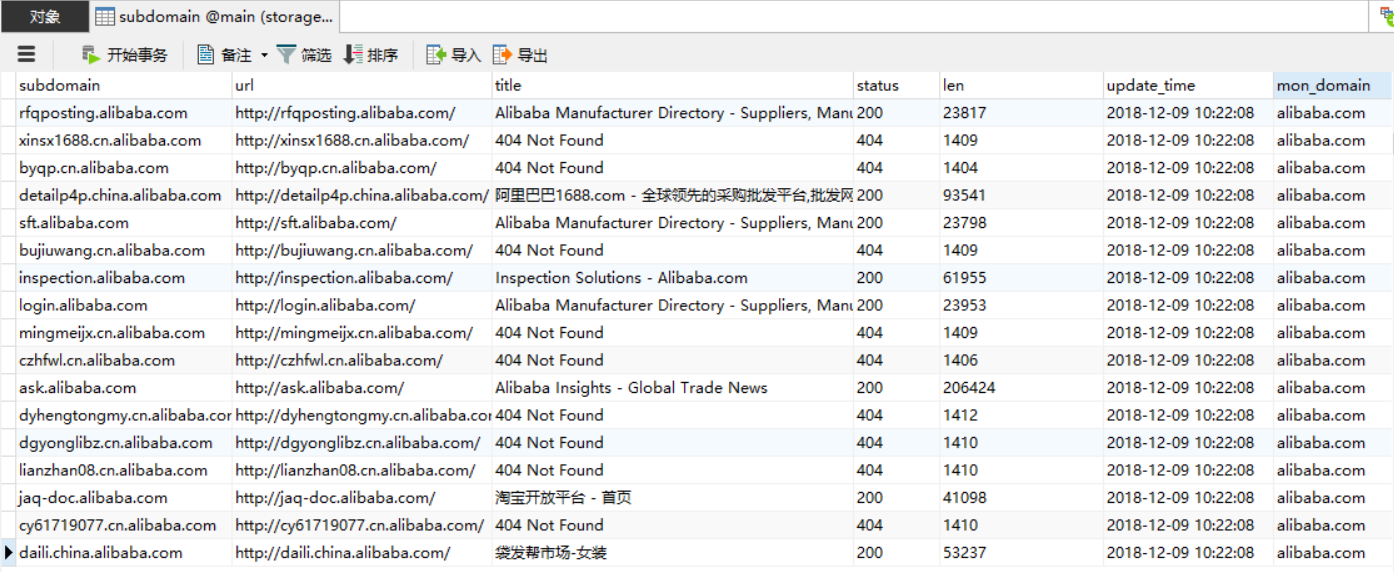 对象 subdomain @main (storage...
开始事务 备注 筛选 排序 导入 导出
subdomain url title status len update_time mon_domain
rfqposting.alibaba.com http://rfqposting.alibaba.com/ Alibaba Manufacturer Directory - Suppliers, Manu 200 23817 2018-12-09 10:22:08 alibaba.com
xinsx1688.cn.alibaba.com http://xinsx1688.cn.alibaba.com/ 404 Not Found 404 1409 2018-12-09 10:22:08 alibaba.com
byqp.cn.alibaba.com http://byqp.cn.alibaba.com/ 404 Not Found 404 1404 2018-12-09 10:22:08 alibaba.com
detailp4p.china.alibaba.com http://detailp4p.china.alibaba.com/ 阿里巴巴1688.com - 全球领先的采购批发平台,批发网 200 93541 2018-12-09 10:22:08 alibaba.com
sft.alibaba.com http://sft.alibaba.com/ Alibaba Manufacturer Directory - Suppliers, Manu 200 23798 2018-12-09 10:22:08 alibaba.com
bujiuwang.cn.alibaba.com http://bujiuwang.cn.alibaba.com/ 404 Not Found 404 1409 2018-12-09 10:22:08 alibaba.com
inspection.alibaba.com http://inspection.alibaba.com/ Inspection Solutions - Alibaba.com 200 61955 2018-12-09 10:22:08 alibaba.com
login.alibaba.com http://login.alibaba.com/ Alibaba Manufacturer Directory - Suppliers, Manu 200 23953 2018-12-09 10:22:08 alibaba.com
mingmeijx.cn.alibaba.com http://mingmeijx.cn.alibaba.com/ 404 Not Found 404 1409 2018-12-09 10:22:08 alibaba.com
czhfwl.cn.alibaba.com http://czhfwl.cn.alibaba.com/ 404 Not Found 404 1406 2018-12-09 10:22:08 alibaba.com
ask.alibaba.com http://ask.alibaba.com/ Alibaba Insights - Global Trade News 200 206424 2018-12-09 10:22:08 alibaba.com
dyhengtongmy.cn.alibaba.com http://dyhengtongmy.cn.alibaba.com 404 Not Found 404 1412 2018-12-09 10:22:08 alibaba.com
dgyonglibz.cn.alibaba.com http://dgyonglibz.cn.alibaba.com/ 404 Not Found 404 1410 2018-12-09 10:22:08 alibaba.com
lianzhan08.cn.alibaba.com http://lianzhan08.cn.alibaba.com/ 404 Not Found 404 1410 2018-12-09 10:22:08 alibaba.com
jaq-doc.alibaba.com http://jaq-doc.alibaba.com/ 淘宝开放平台 - 首页 200 41098 2018-12-09 10:22:08 alibaba.com
cy61719077.cn.alibaba.com http://cy61719077.cn.alibaba.com/ 404 Not Found 404 1410 2018-12-09 10:22:08 alibaba.com
daili.china.alibaba.com http://daili.china.alibaba.com/ 袋发帮市场-女装 200 53237 2018-12-09 10:22:08 alibaba.com